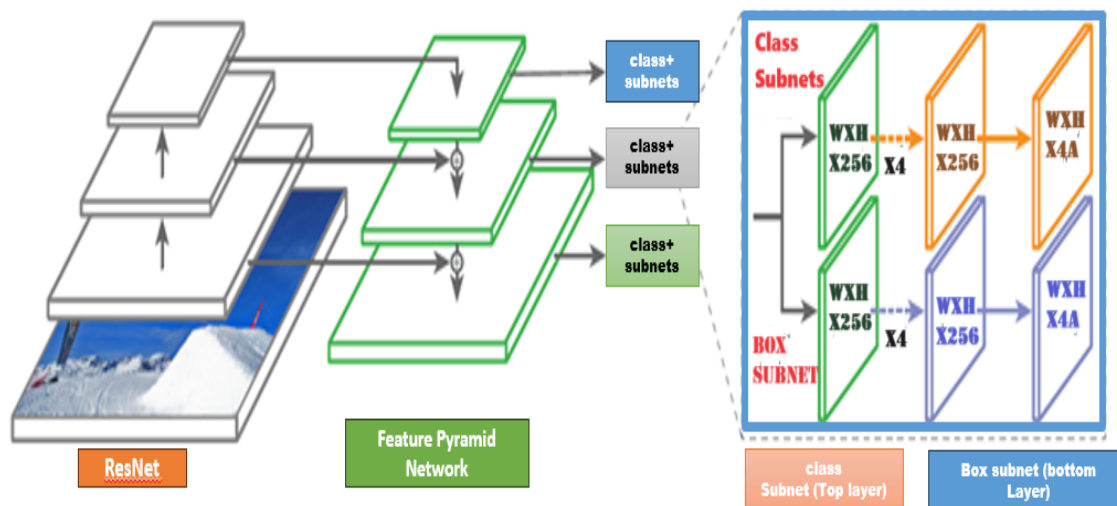 class+
subnets
class+
subnets
class+
subnets
Class
Subnets
WXH
X256
X4
WXH
X256
WXH
X4A
WXH
X256
X4
WXH
X256
WXH
X4A
BOX
SUBNET
ResNet
Feature Pyramid
Network
class
Subnet (Top layer)
Box subnet (bottom
Layer)